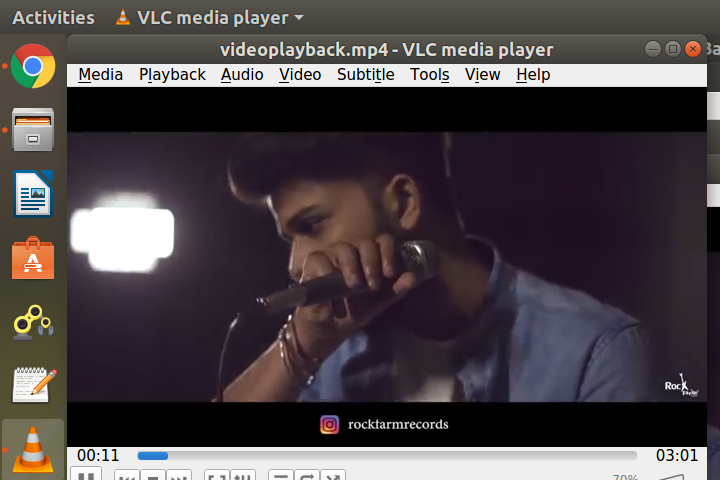 Activities VLC media player
videoplayback.mp4 - VLC media player
Media Playback Audio Video Subtitle Tools View Help
Rock
rockfarmrecords
00:11 03:01
70%